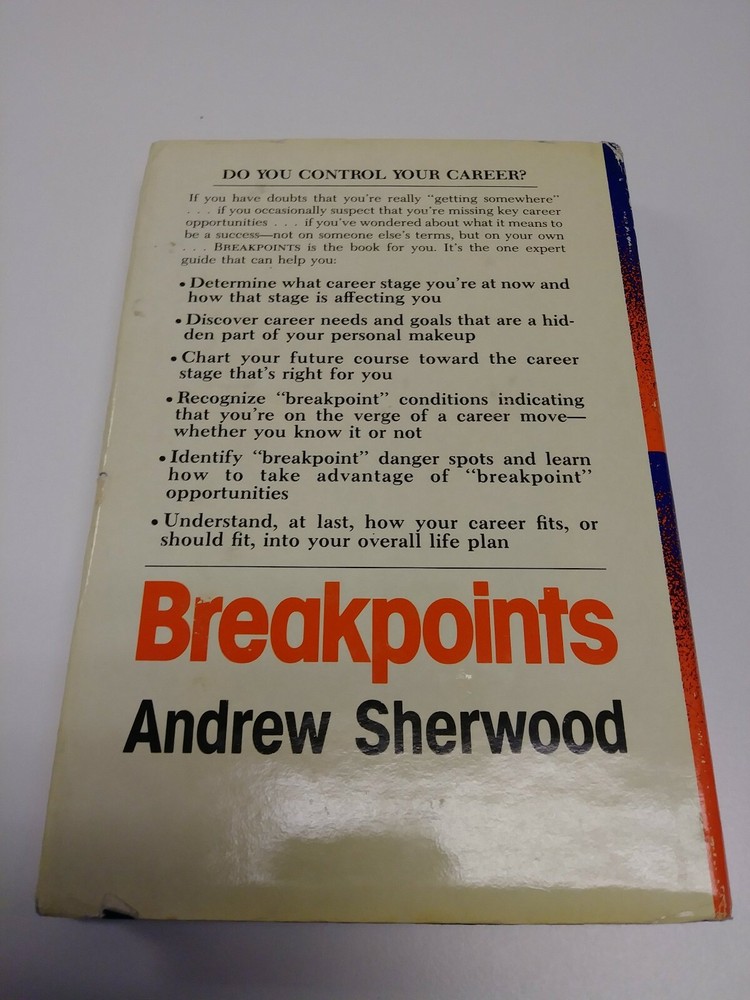 DO YOU CONTROL YOUR CAREER?
If you have doubts that you're really "getting somewhere"
. . . if you occasionally suspect that you're missing key career
opportunities . . . if you've wondered about what it means to
be a success—not on someone else's terms, but on your own
. . . BREAKPOINTS is the book for you. It's the one expert
guide that can help you:
• Determine what career stage you're at now and
how that stage is affecting you
• Discover career needs and goals that are a hid-
den part of your personal makeup
• Chart your future course toward the career
stage that's right for you
• Recognize "breakpoint" conditions indicating
that you're on the verge of a career move—
whether you know it or not
• Identify "breakpoint" danger spots and learn
how to take advantage of "breakpoint"
opportunities
• Understand, at last, how your career fits, or
should fit, into your overall life plan
Breakpoints
Andrew Sherwood